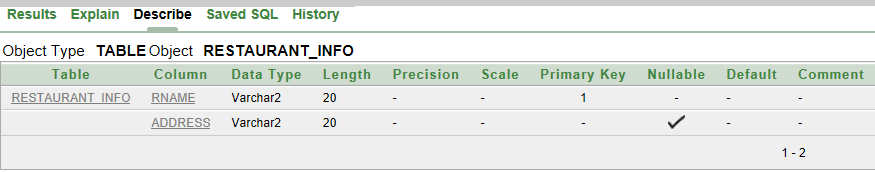 Results Explain Describe Saved SQL History
Object Type TABLE Object RESTAURANT_INFO
Table Column Data Type Length Precision Scale Primary Key Nullable Default Comment
RESTAURANT_INFO RNAME Varchar2 20 - - 1 - - -
ADDRESS Varchar2 20 - - - ✓ - -
1 - 2